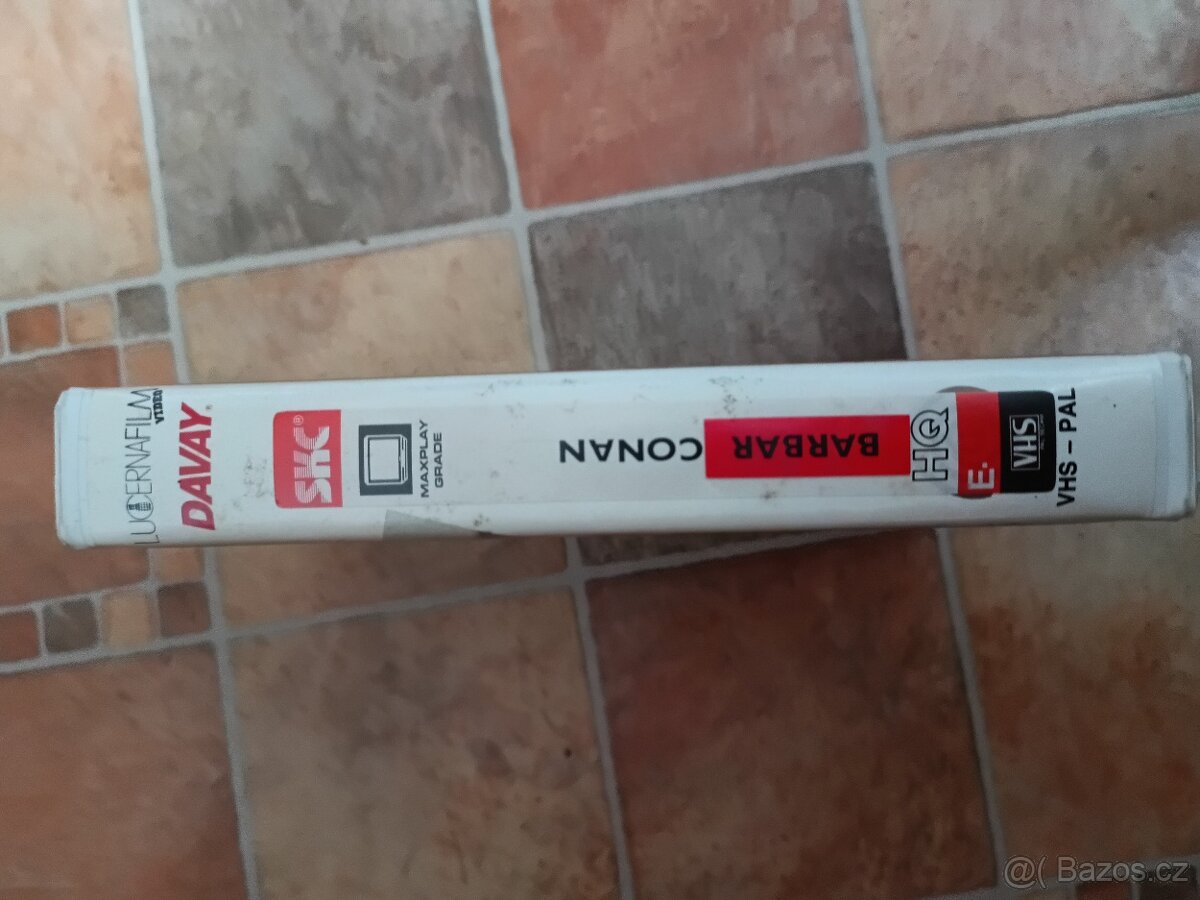 LUCERNAFILM
VIDEO
DAVAY®
SKC®
MAXPLAY
GRADE
CONAN
BARBAR
HQ
E.
VHS
VHS – PAL
@( Bazos.cz